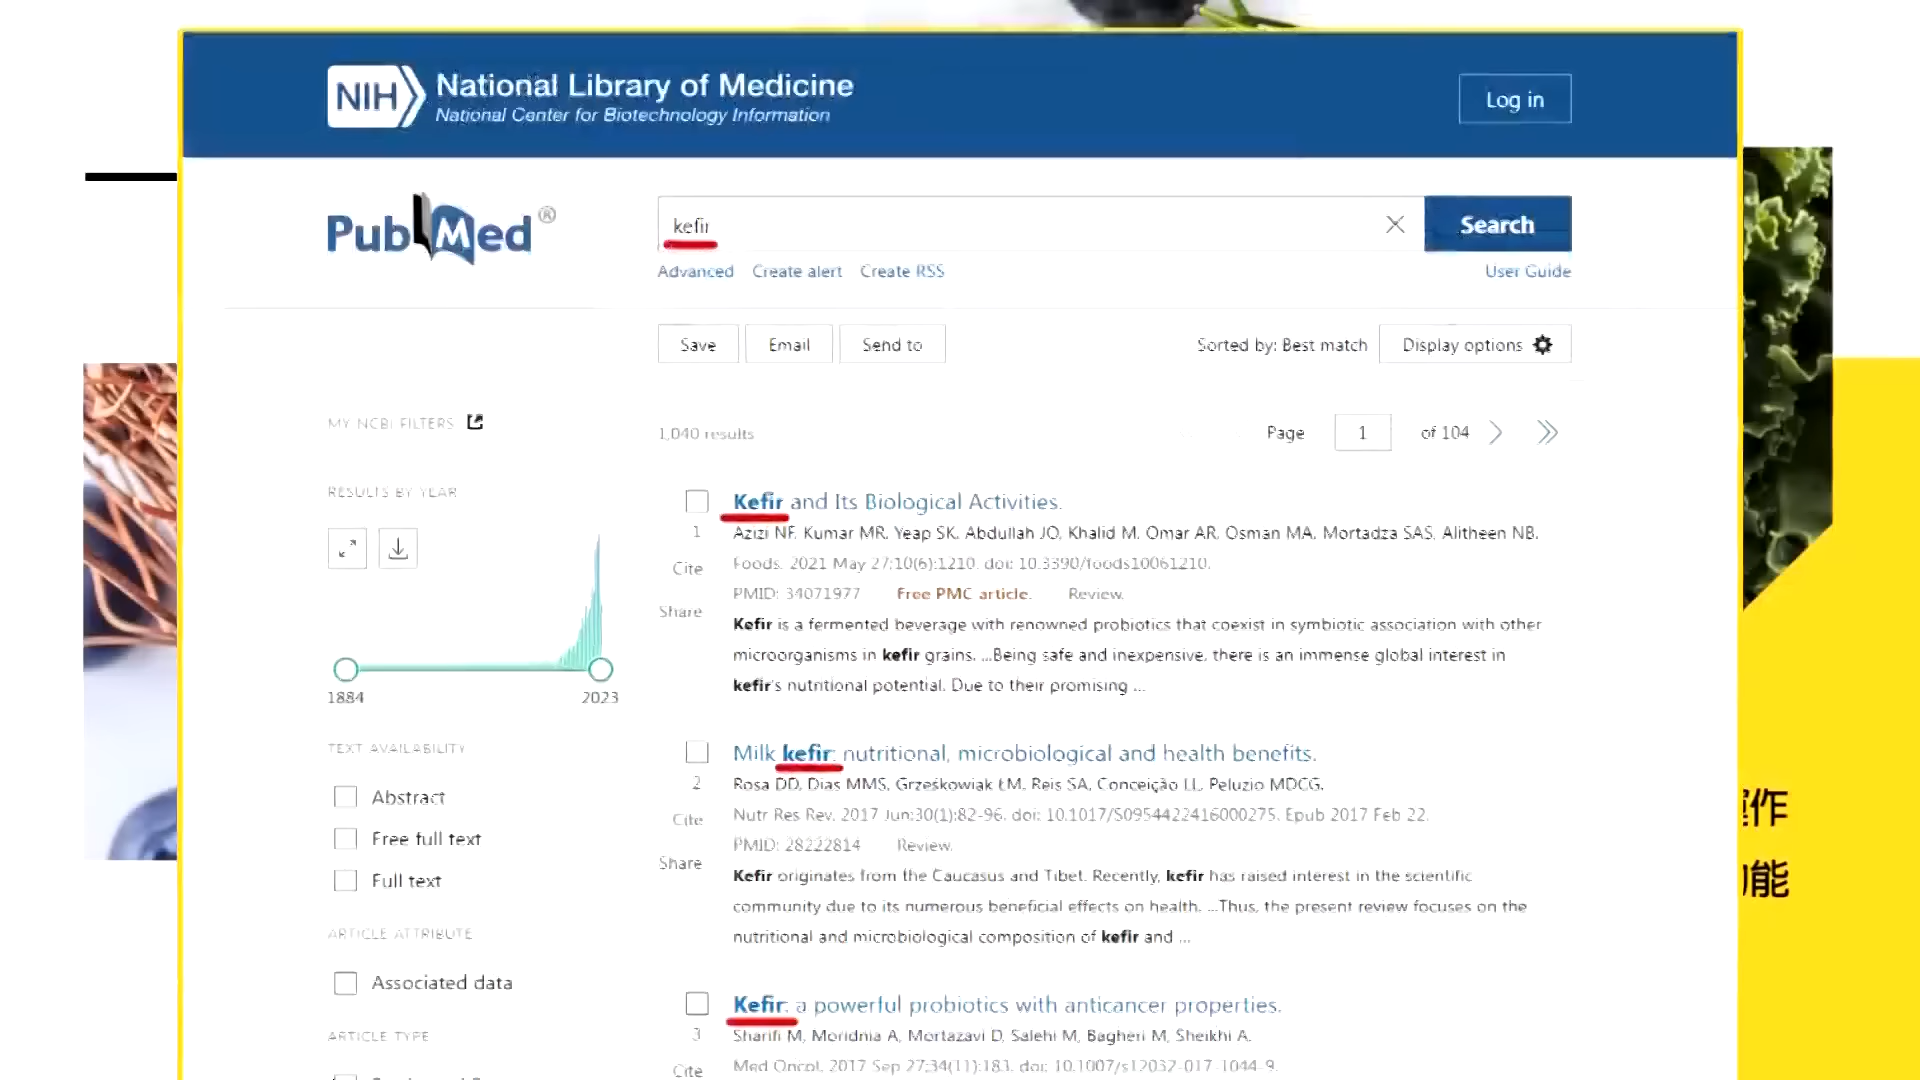 NIH National Library of Medicine
National Center for Biotechnology Information
Log in
PubMed®
kefir
Search
Advanced Create alert Create RSS
User Guide
Save Email Send to
Sorted by: Best match Display options
MY NCBI FILTERS
1,040 results
Page 1 of 104
RESULTS BY YEAR
1884 2023
TEXT AVAILABILITY
Abstract
Free full text
Full text
ARTICLE ATTRIBUTE
Associated data
ARTICLE TYPE
Kefir and Its Biological Activities.
1
Azizi NF, Kumar MR, Yeap SK, Abdullah JO, Khalid M, Omar AR, Osman MA, Mortadza SAS, Alitheen NB.
Cite
Foods. 2021 May 27;10(6):1210. doi: 10.3390/foods10061210.
PMID: 34071977 Free PMC article. Review.
Share
Kefir is a fermented beverage with renowned probiotics that coexist in symbiotic association with other
microorganisms in kefir grains. ...Being safe and inexpensive, there is an immense global interest in
kefir's nutritional potential. Due to their promising ...
Milk kefir: nutritional, microbiological and health benefits.
2
Rosa DD, Dias MMS, Grześkowiak ŁM, Reis SA, Conceição LL, Peluzio MDCG.
Cite
Nutr Res Rev. 2017 Jun;30(1):82-96. doi: 10.1017/S0954422416000275. Epub 2017 Feb 22.
PMID: 28222814 Review.
Share
Kefir originates from the Caucasus and Tibet. Recently, kefir has raised interest in the scientific
community due to its numerous beneficial effects on health. ...Thus, the present review focuses on the
nutritional and microbiological composition of kefir and ...
Kefir: a powerful probiotics with anticancer properties.
3
Sharifi M, Moridnia A, Mortazavi D, Salehi M, Bagheri M, Sheikhi A.
Cite
Med Oncol. 2017 Sep 27;34(11):183. doi: 10.1007/s12032-017-1044-9.
作
能